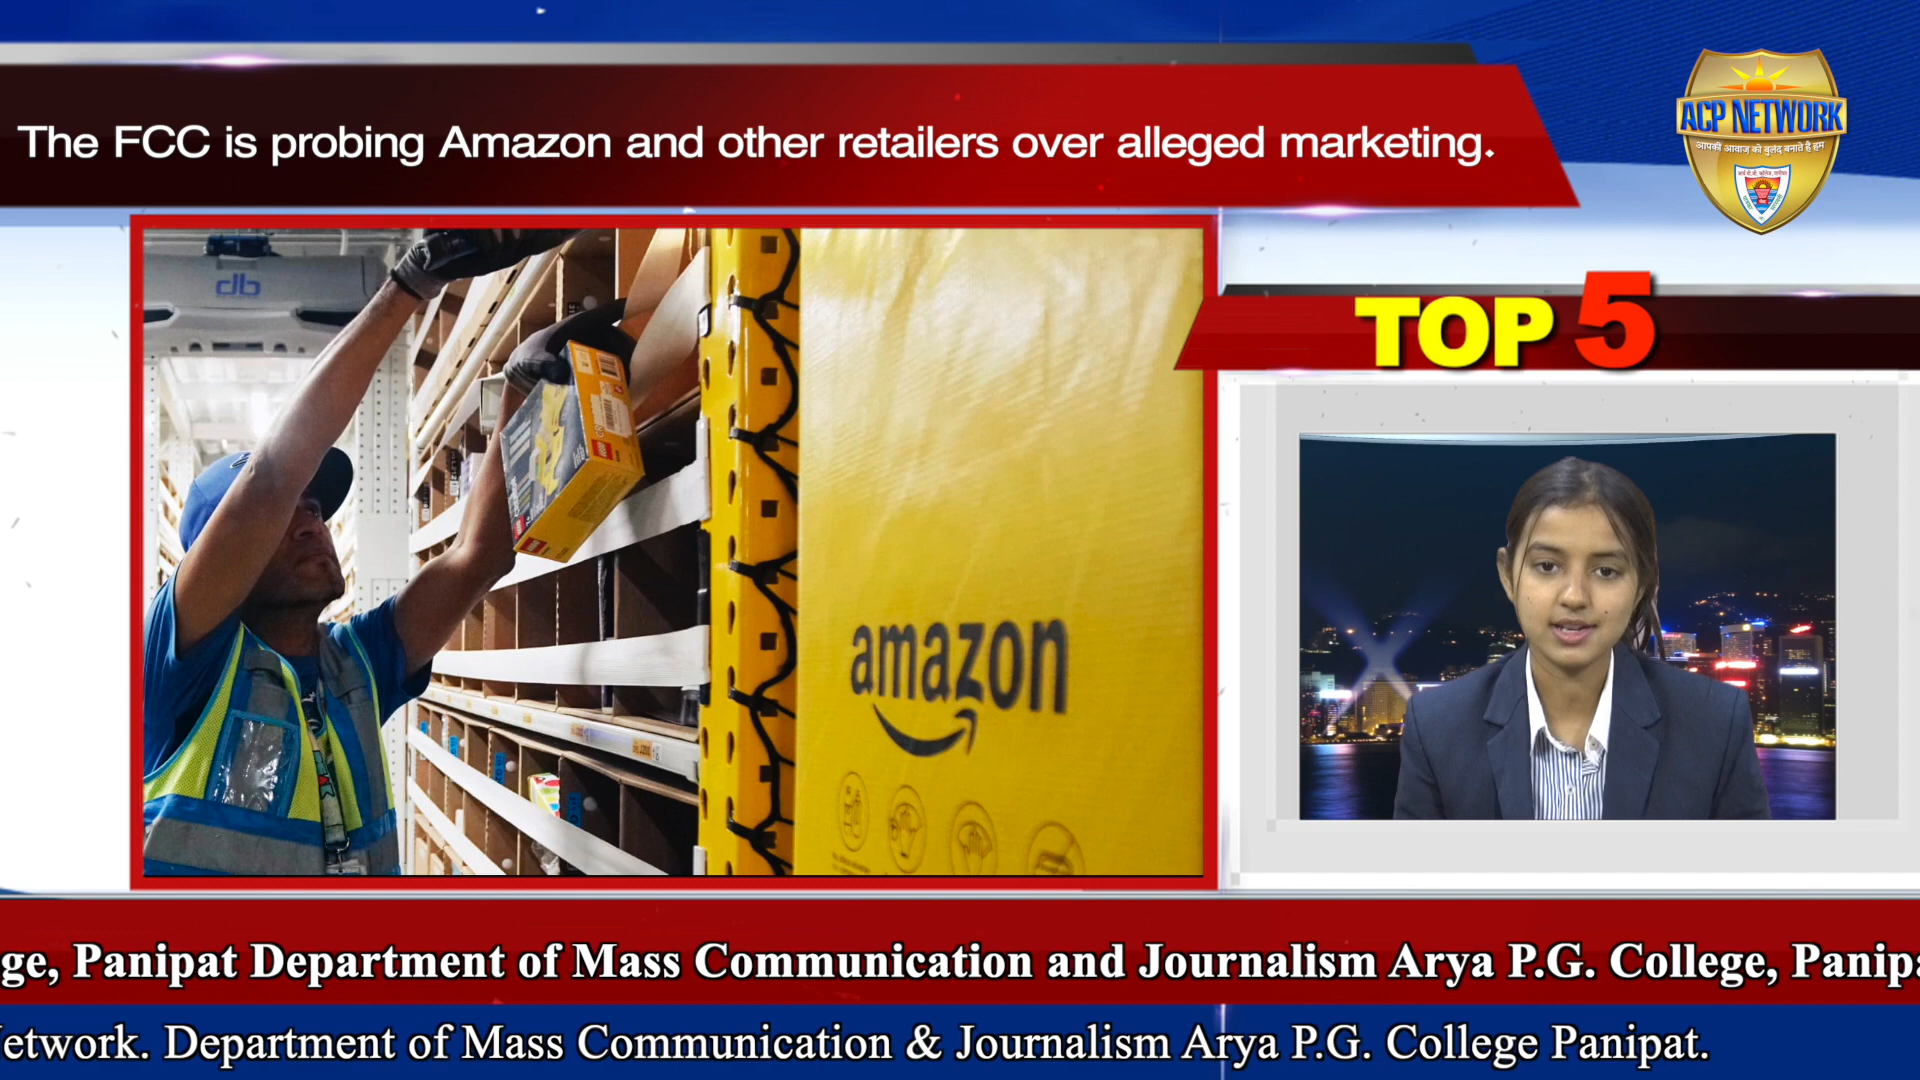 The FCC is probing Amazon and other retailers over alleged marketing.
ACP NETWORK
आपकी आवाज़ को बुलंद बनाते है हम
TOP 5
db
amazon
ge, Panipat Department of Mass Communication and Journalism Arya P.G. College, Panipa
etwork. Department of Mass Communication & Journalism Arya P.G. College Panipat.